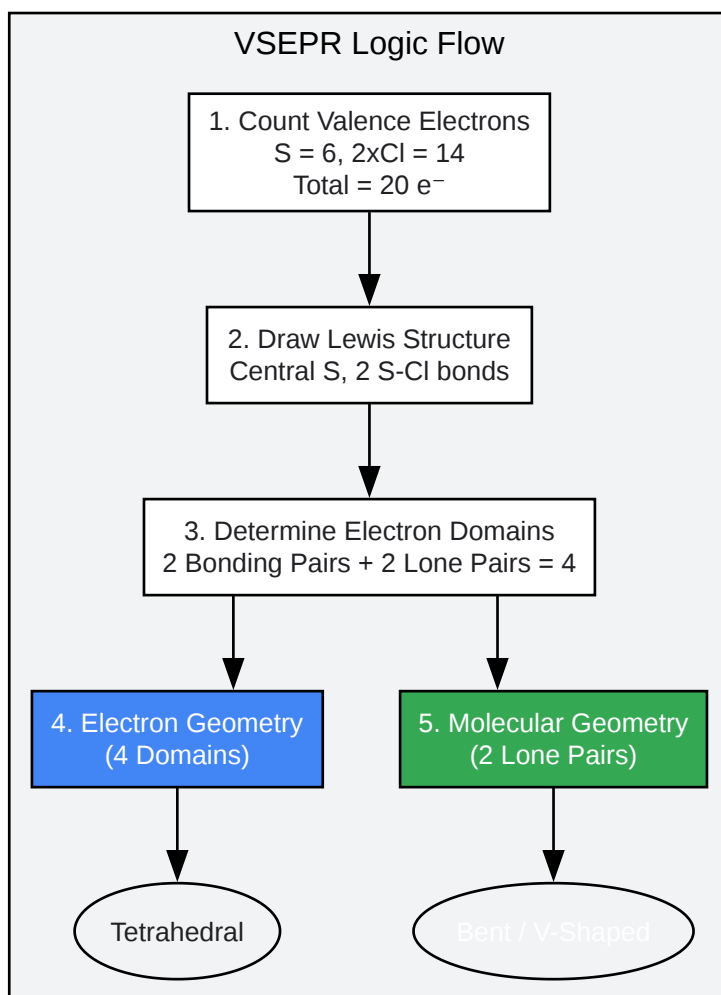 VSEPR Logic Flow
1. Count Valence Electrons
S = 6, 2xCl = 14
Total = 20 e⁻
2. Draw Lewis Structure
Central S, 2 S-Cl bonds
3. Determine Electron Domains
2 Bonding Pairs + 2 Lone Pairs = 4
4. Electron Geometry
(4 Domains)
5. Molecular Geometry
(2 Lone Pairs)
Tetrahedral
Bent / V-Shaped